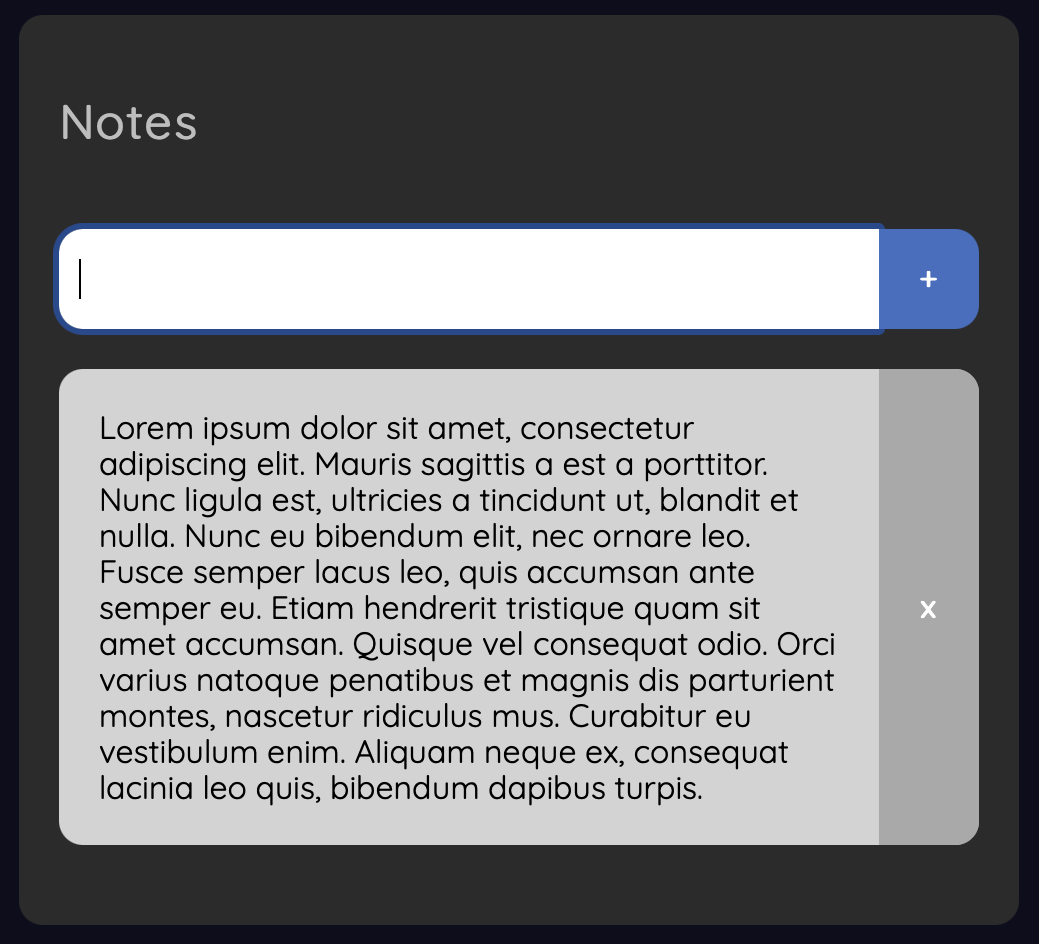 Notes
+
Lorem ipsum dolor sit amet, consectetur
adipiscing elit. Mauris sagittis a est a porttitor.
Nunc ligula est, ultricies a tincidunt ut, blandit et
nulla. Nunc eu bibendum elit, nec ornare leo.
Fusce semper lacus leo, quis accumsan ante
semper eu. Etiam hendrerit tristique quam sit
amet accumsan. Quisque vel consequat odio. Orci
varius natoque penatibus et magnis dis parturient
montes, nascetur ridiculus mus. Curabitur eu
vestibulum enim. Aliquam neque ex, consequat
lacinia leo quis, bibendum dapibus turpis.
x